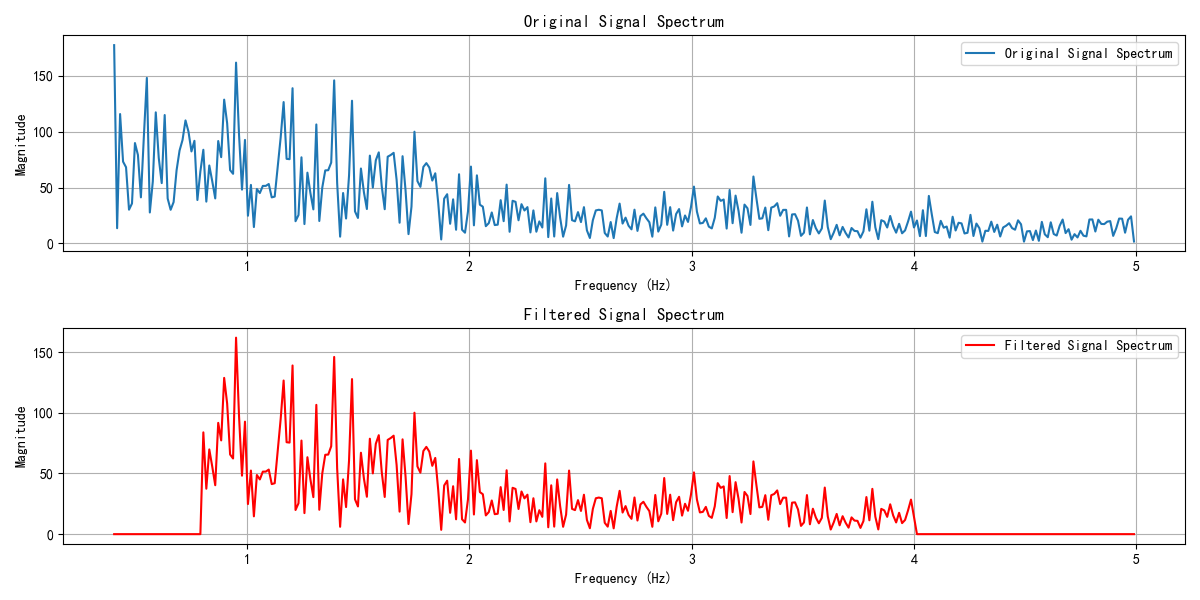 Original Signal Spectrum
Original Signal Spectrum
Magnitude
150
100
50
0
1
2
3
4
5
Frequency (Hz)
Filtered Signal Spectrum
Filtered Signal Spectrum
Magnitude
150
100
50
0
1
2
3
4
5
Frequency (Hz)